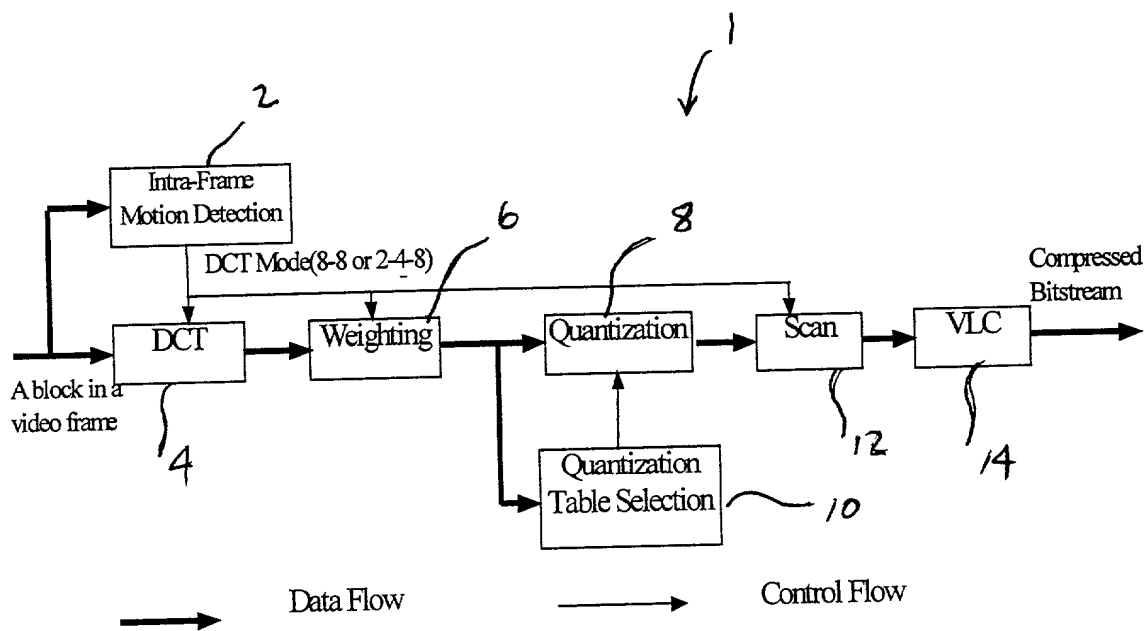 1
2
Intra-Frame
Motion Detection
6
8
DCT Mode(8-8 or 2-4-8)
Compressed
Bitstream
DCT
Weighting
Quantization
Scan
VLC
A block in a
video frame
4
12
14
Quantization
Table Selection
10
Data Flow
Control Flow